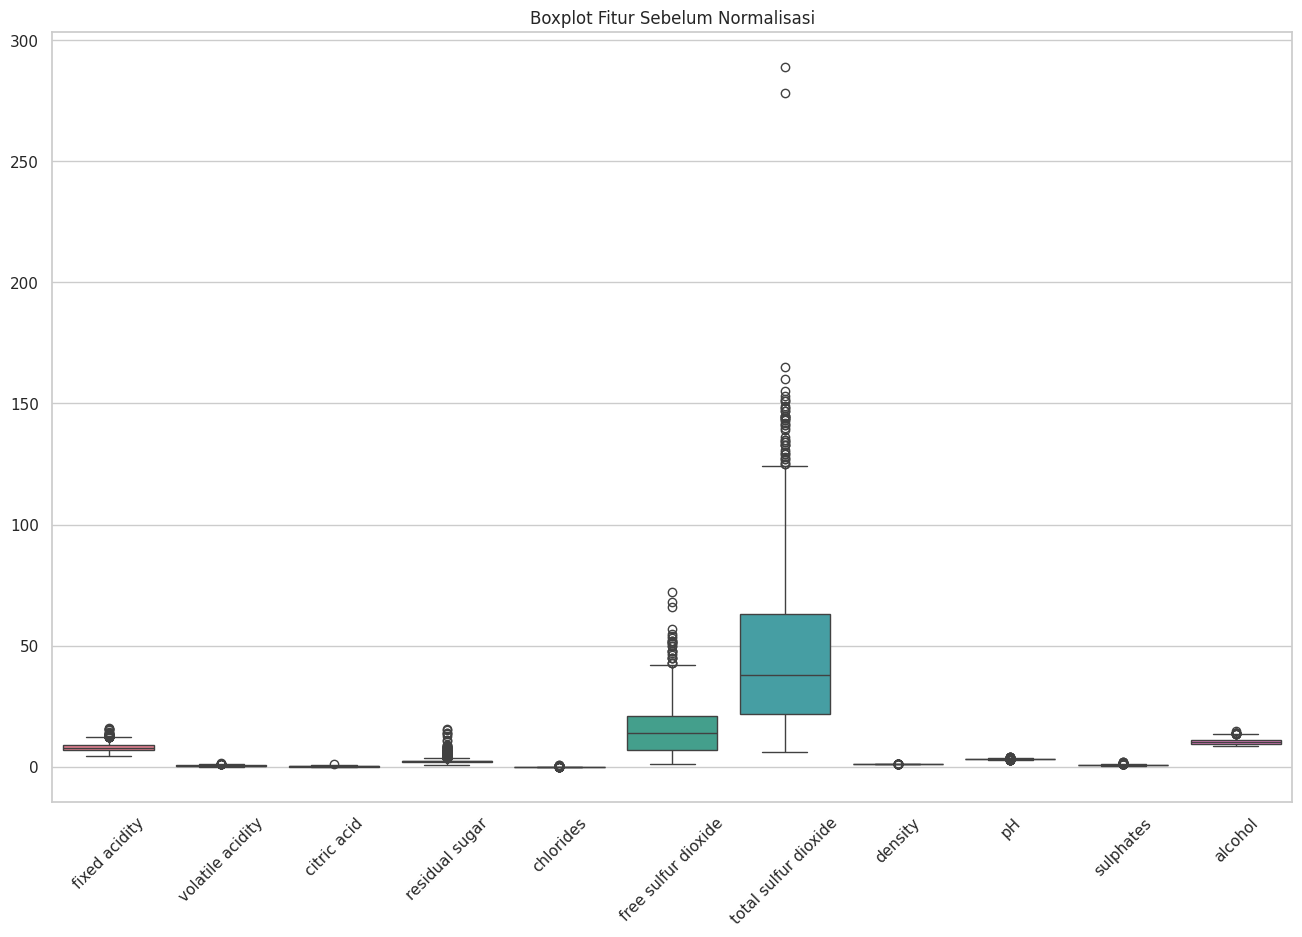 Boxplot Fitur Sebelum Normalisasi
300
250
200
150
100
50
0
fixed acidity
volatile acidity
citric acid
residual sugar
chlorides
free sulfur dioxide
total sulfur dioxide
density
pH
sulphates
alcohol